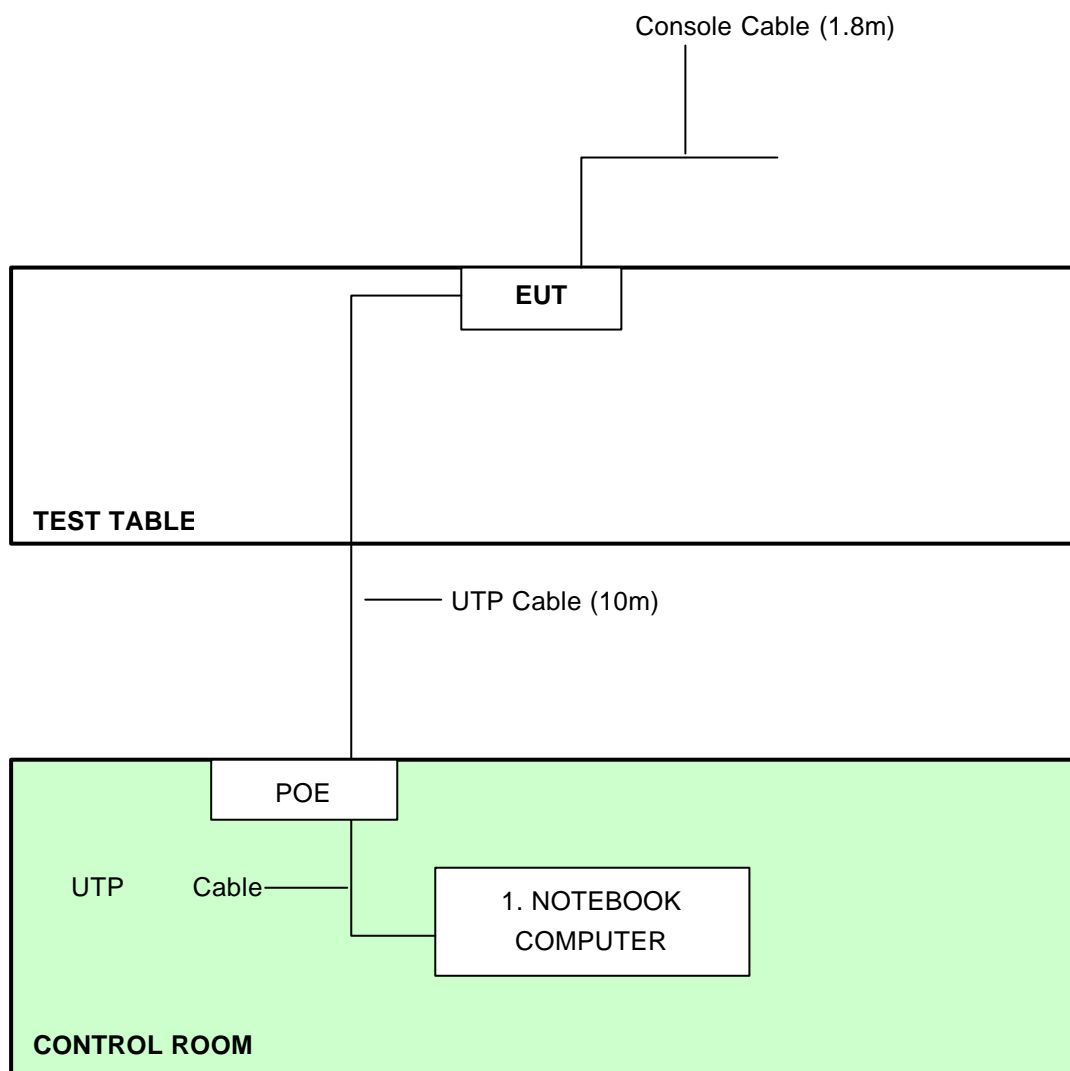 Console Cable (1.8m)
EUT
TEST TABLE
UTP Cable (10m)
POE
UTP Cable
1. NOTEBOOK
COMPUTER
CONTROL ROOM